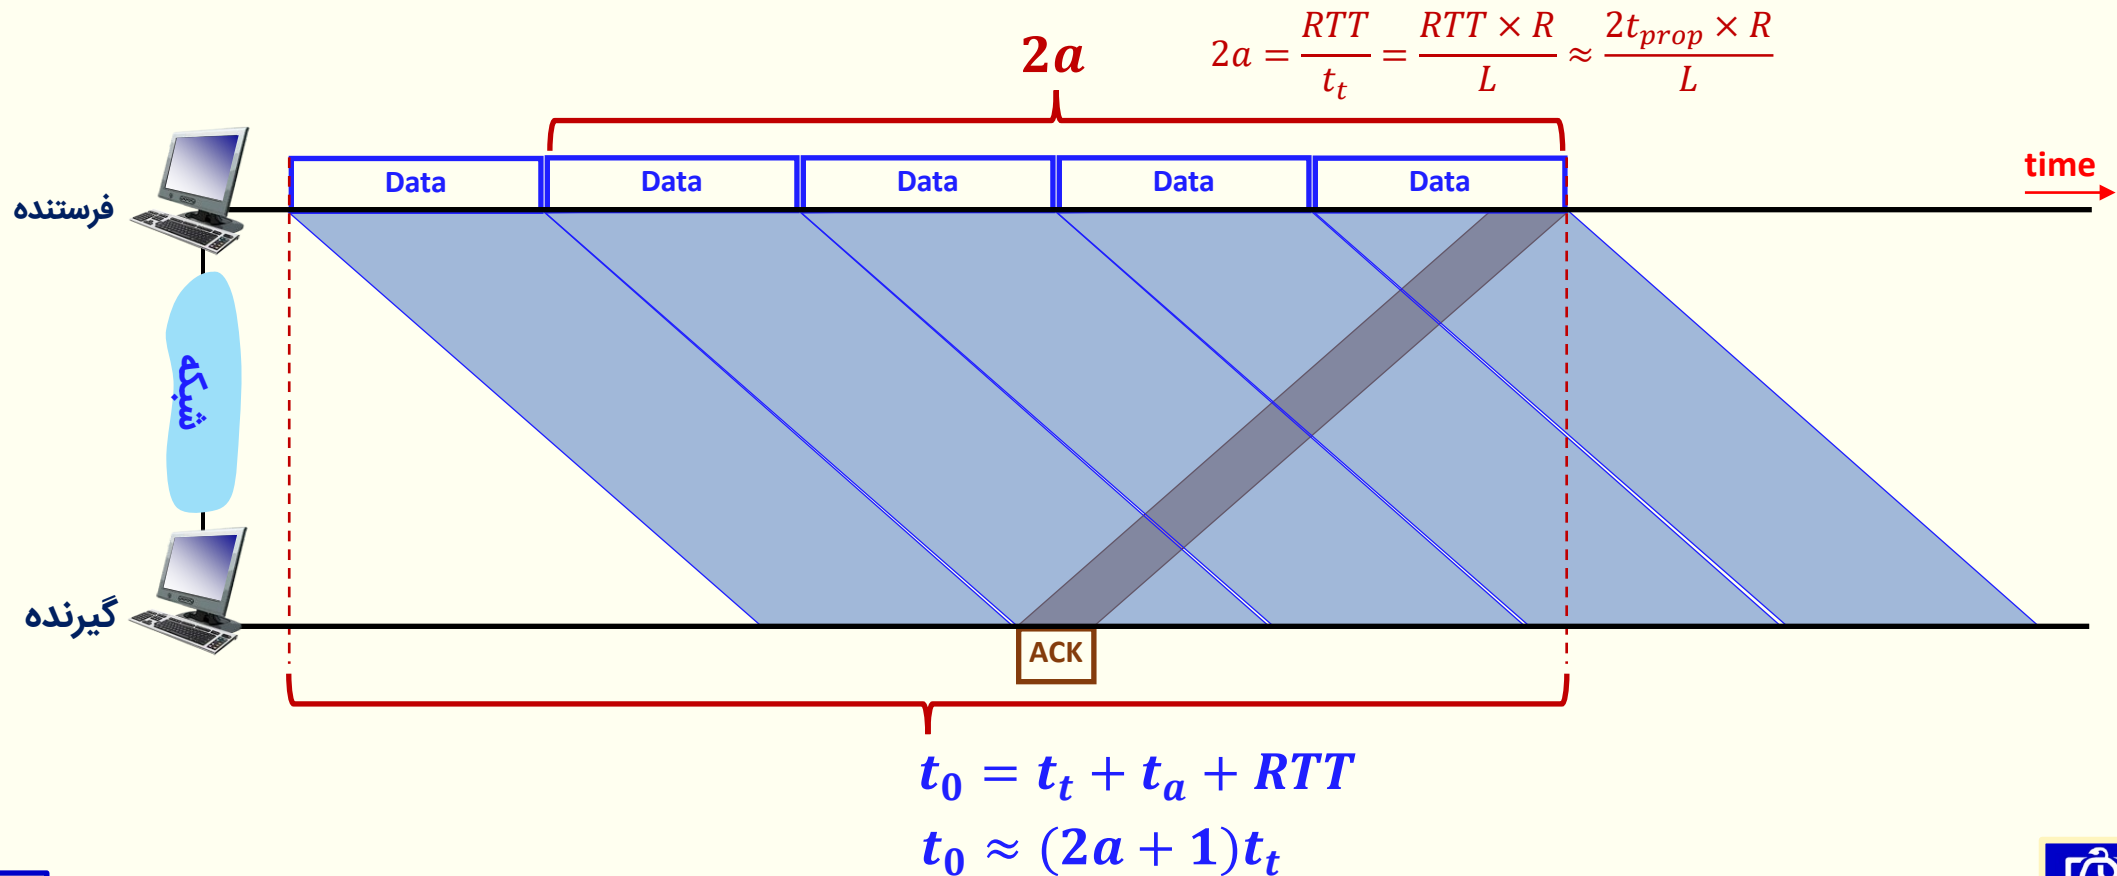 2a
2a = RTT / t_t = RTT × R / L ≈ 2t_prop × R / L
Data Data Data Data Data
time
فرستنده
شبکه
گیرنده
ACK
t_0 = t_t + t_a + RTT
t_0 ≈ (2a + 1)t_t